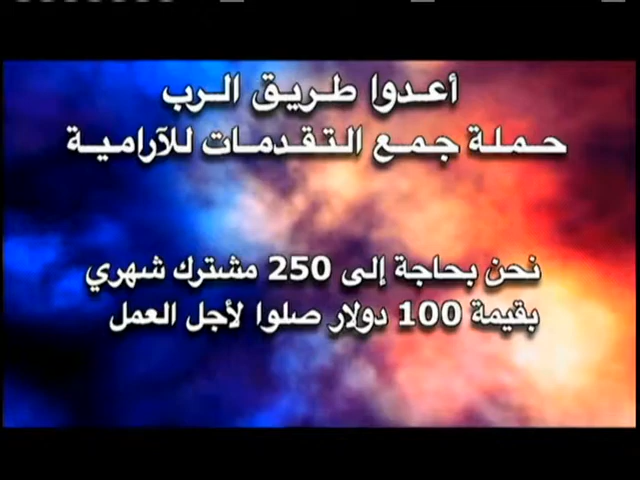 أعدوا طريق الرب
حملة جمع التقدمات للآرامية
نحن بحاجة إلى 250 مشترك شهري
بقيمة 100 دولار صلوا لأجل العمل